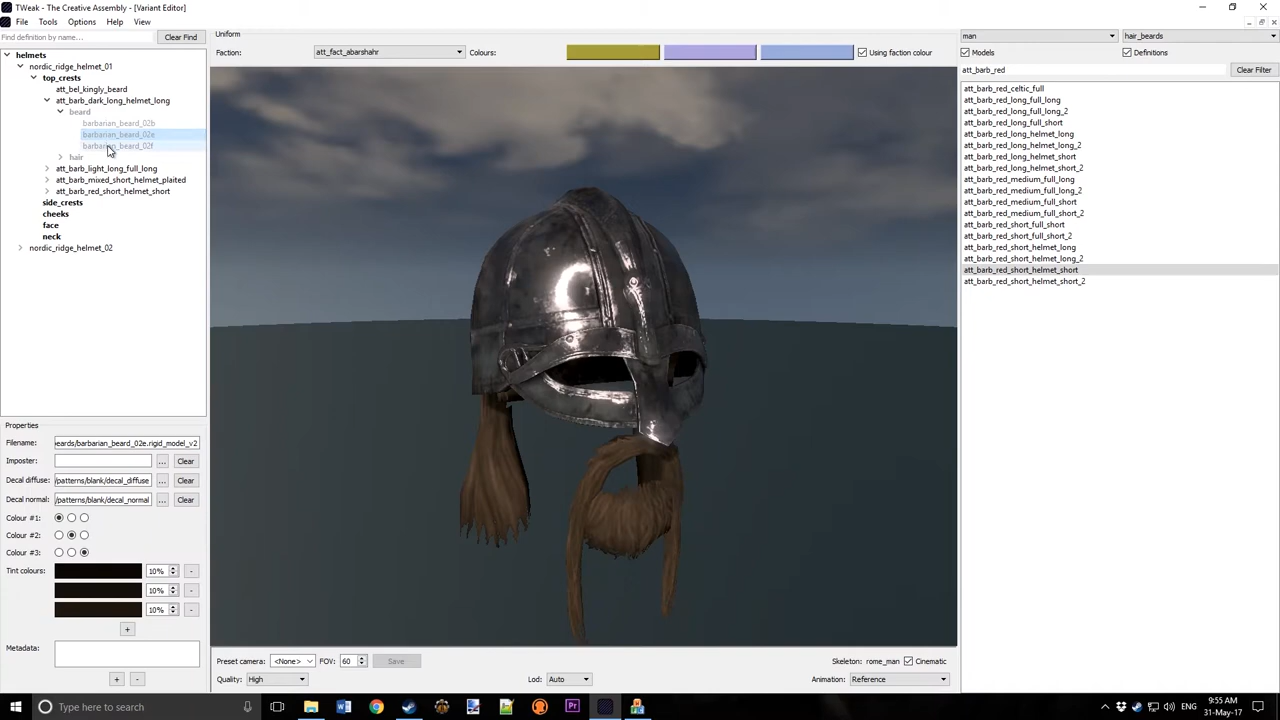 TWeak - The Creative Assembly - [Variant Editor]
File Tools Options Help View
Find definition by name...
Clear Find
helmets
nordic_ridge_helmet_01
top_crests
att_bel_kingly_beard
att_barb_dark_long_helmet_long
beard
barbarian_beard_02b
barbarian_beard_02e
barbarian_beard_02f
hair
att_barb_light_long_full_long
att_barb_mixed_short_helmet_plaited
att_barb_red_short_helmet_short
side_crests
cheeks
face
neck
nordic_ridge_helmet_02
Properties
Filename: eards/barbarian_beard_02e.rigid_model_v2
Imposter: ... Clear
Decal diffuse: /patterns/blank/decal_diffuse ... Clear
Decal normal: /patterns/blank/decal_normal ... Clear
Colour #1:
Colour #2:
Colour #3:
Tint colours: 10% -
10% -
10% -
+
Metadata:
+ -
Uniform
Faction: att_fact_abarshahr Colours: Using faction colour
Preset camera: <None> FOV: 60 Save Skeleton: rome_man Cinematic
Quality: High Lod: Auto Animation: Reference
man hair_beards
Models Definitions
att_barb_red Clear Filter
att_barb_red_celtic_full
att_barb_red_long_full_long
att_barb_red_long_full_long_2
att_barb_red_long_full_short
att_barb_red_long_helmet_long
att_barb_red_long_helmet_long_2
att_barb_red_long_helmet_short
att_barb_red_long_helmet_short_2
att_barb_red_medium_full_long
att_barb_red_medium_full_long_2
att_barb_red_medium_full_short
att_barb_red_medium_full_short_2
att_barb_red_short_full_short
att_barb_red_short_full_short_2
att_barb_red_short_helmet_long
att_barb_red_short_helmet_long_2
att_barb_red_short_helmet_short
att_barb_red_short_helmet_short_2
Type here to search
9:55 AM
31-May-17